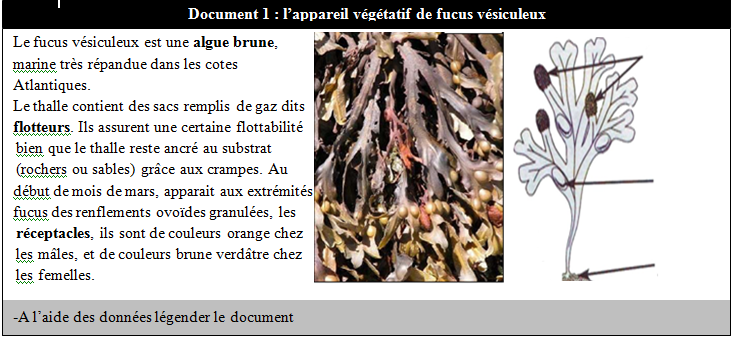 Document 1 : l’appareil végétatif de fucus vésiculeux
Le fucus vésiculeux est une algue brune,
marine très répandue dans les cotes
Atlantiques.
Le thalle contient des sacs remplis de gaz dits
flotteurs. Ils assurent une certaine flottabilité
bien que le thalle reste ancré au substrat
(rochers ou sables) grâce aux crampes. Au
début de mois de mars, apparait aux extrémités
fucus des renflements ovoïdes granulées, les
réceptacles, ils sont de couleurs orange chez
les mâles, et de couleurs brune verdâtre chez
les femelles.
-A l’aide des données légender le document